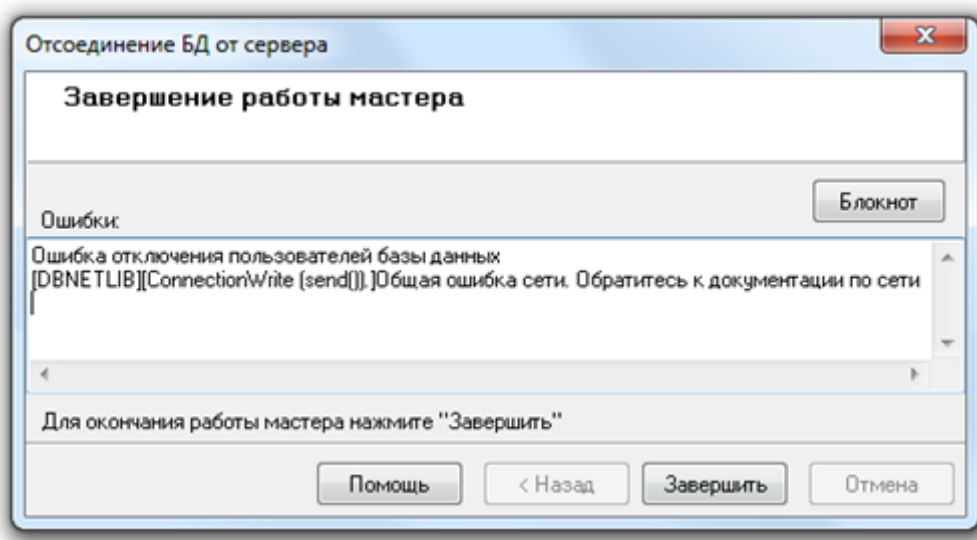 Отсоединение БД от сервера
Завершение работы мастера
Блокнот
Ошибки:
Ошибка отключения пользователей базы данных
[DBNETLIB][ConnectionWrite (send()).]Общая ошибка сети. Обратитесь к документации по сети
Для окончания работы мастера нажмите "Завершить"
Помощь
< Назад
Завершить
Отмена